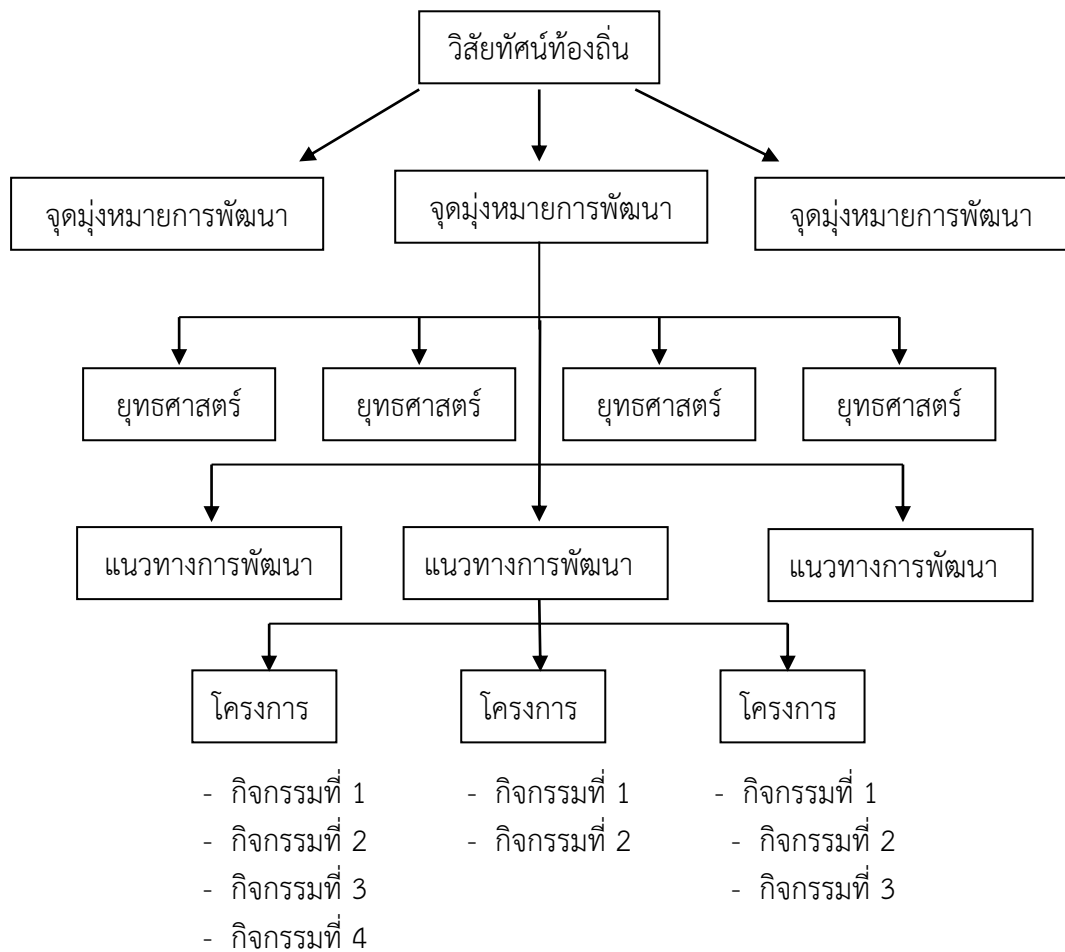 วิสัยทัศน์ท้องถิ่น
จุดมุ่งหมายการพัฒนา
จุดมุ่งหมายการพัฒนา
จุดมุ่งหมายการพัฒนา
ยุทธศาสตร์
ยุทธศาสตร์
ยุทธศาสตร์
ยุทธศาสตร์
แนวทางการพัฒนา
แนวทางการพัฒนา
แนวทางการพัฒนา
โครงการ
- กิจกรรมที่ 1
- กิจกรรมที่ 2
- กิจกรรมที่ 3
- กิจกรรมที่ 4
โครงการ
- กิจกรรมที่ 1
- กิจกรรมที่ 2
โครงการ
- กิจกรรมที่ 1
- กิจกรรมที่ 2
- กิจกรรมที่ 3